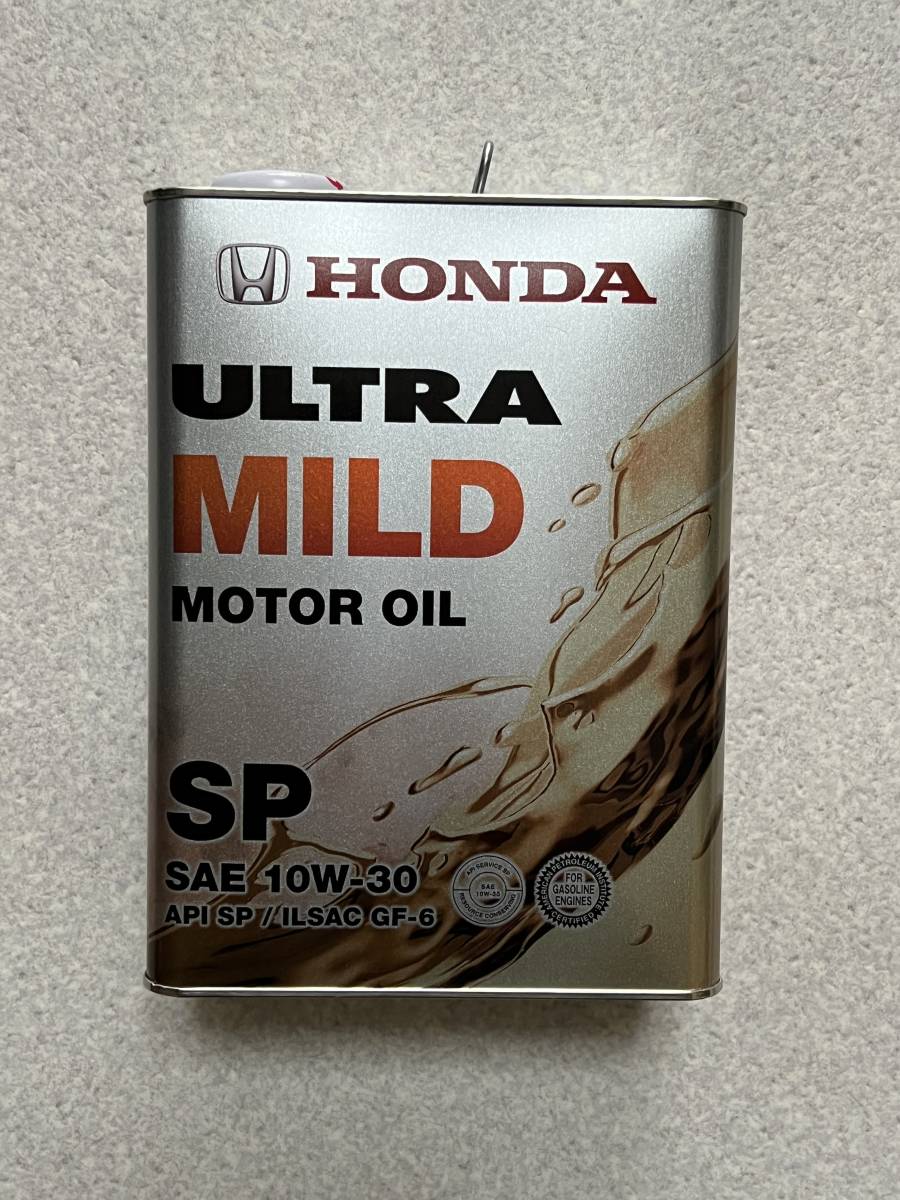 HONDA
ULTRA
MILD
MOTOR OIL
SP
SAE 10W-30
API SP / ILSAC GF-6
API SERVICE SP
SAE
10W-30
RESOURCE CONSERVING
AMERICAN PETROLEUM INSTITUTE
FOR
GASOLINE
ENGINES
CERTIFIED